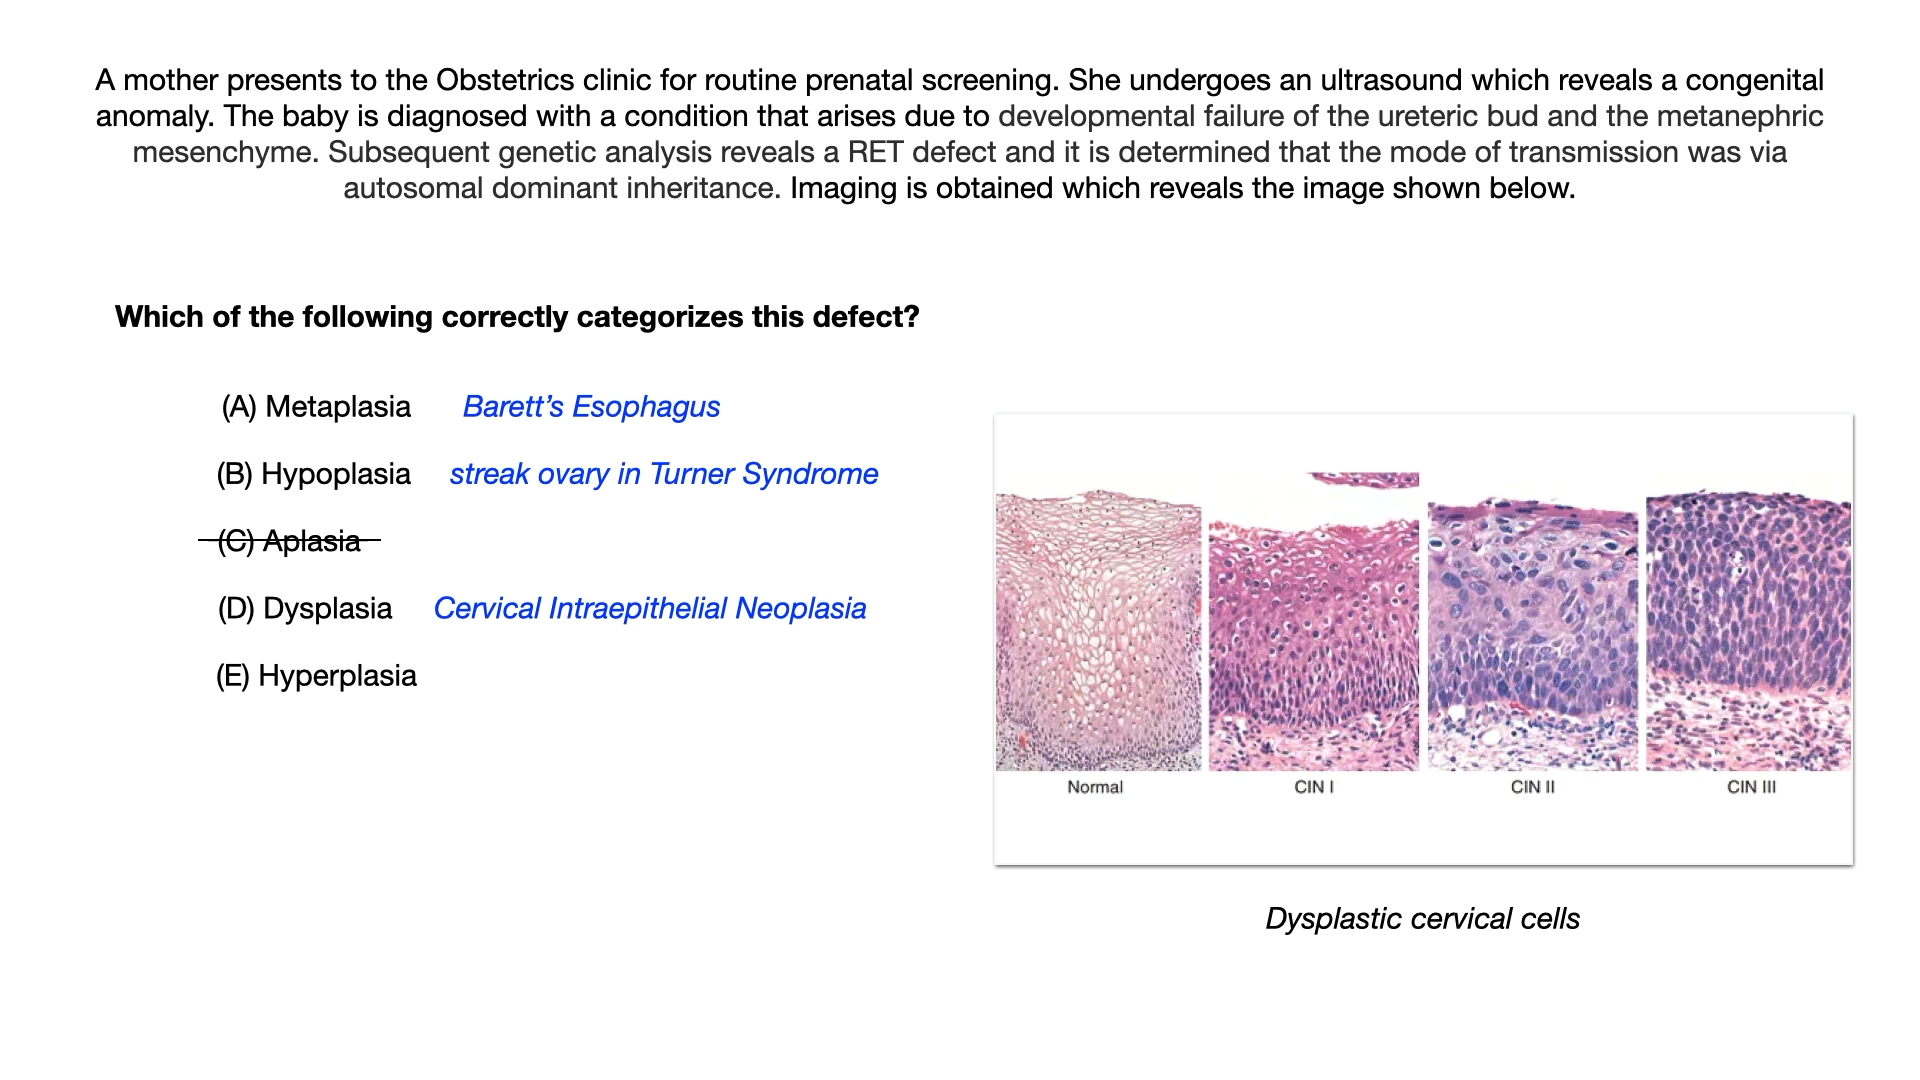 A mother presents to the Obstetrics clinic for routine prenatal screening. She undergoes an ultrasound which reveals a congenital
anomaly. The baby is diagnosed with a condition that arises due to developmental failure of the ureteric bud and the metanephric
mesenchyme. Subsequent genetic analysis reveals a RET defect and it is determined that the mode of transmission was via
autosomal dominant inheritance. Imaging is obtained which reveals the image shown below.
Which of the following correctly categorizes this defect?
(A) Metaplasia Barett’s Esophagus
(B) Hypoplasia streak ovary in Turner Syndrome
(C) Aplasia
(D) Dysplasia Cervical Intraepithelial Neoplasia
(E) Hyperplasia
Normal CIN I CIN II CIN III
Dysplastic cervical cells